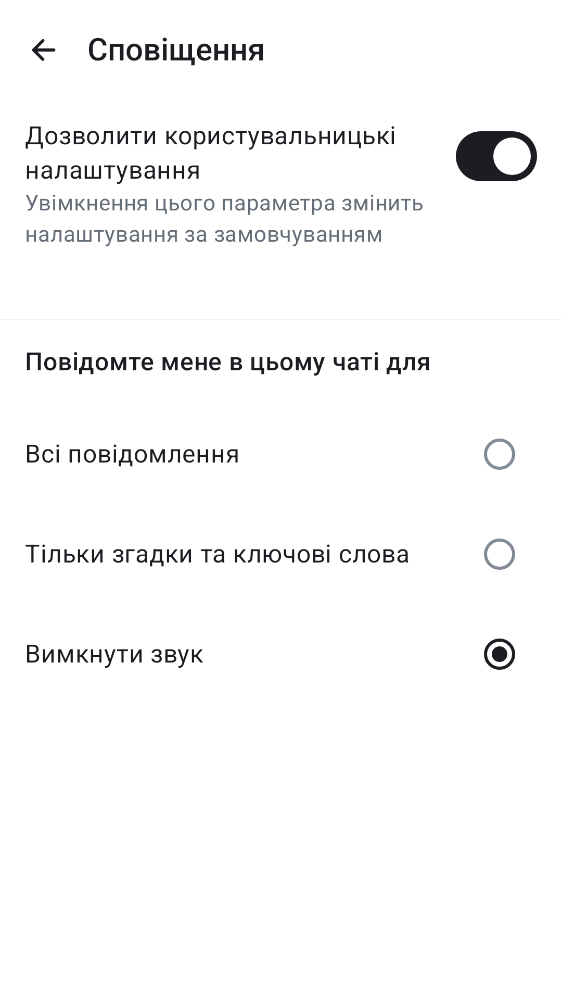 Сповіщення
Дозволити користувальницькі
налаштування
Увімкнення цього параметра змінить
налаштування за замовчуванням
Повідомте мене в цьому чаті для
Всі повідомлення
Тільки згадки та ключові слова
Вимкнути звук